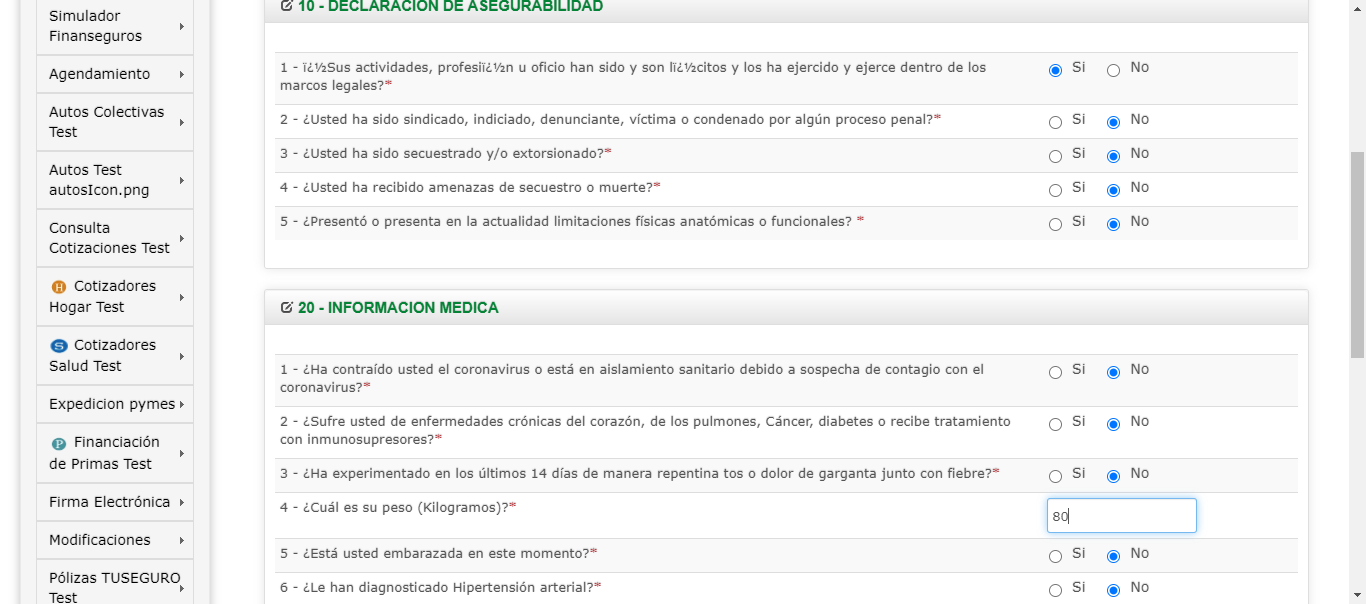 Simulador
Finanseguros
Agendamiento
Autos Colectivas
Test
Autos Test
autosIcon.png
Consulta
Cotizaciones Test
H Cotizadores
Hogar Test
S Cotizadores
Salud Test
Expedicion pymes
P Financiación
de Primas Test
Firma Electrónica
Modificaciones
Pólizas TUSEGURO
Test
10 - DECLARACION DE ASEGURABILIDAD
1 - ï¿½Sus actividades, profesiï¿½n u oficio han sido y son lï¿½citos y los ha ejercido y ejerce dentro de los
marcos legales?* Si No
2 - ¿Usted ha sido sindicado, indiciado, denunciante, víctima o condenado por algún proceso penal?* Si No
3 - ¿Usted ha sido secuestrado y/o extorsionado?* Si No
4 - ¿Usted ha recibido amenazas de secuestro o muerte?* Si No
5 - ¿Presentó o presenta en la actualidad limitaciones físicas anatómicas o funcionales? * Si No
20 - INFORMACION MEDICA
1 - ¿Ha contraído usted el coronavirus o está en aislamiento sanitario debido a sospecha de contagio con el
coronavirus?* Si No
2 - ¿Sufre usted de enfermedades crónicas del corazón, de los pulmones, Cáncer, diabetes o recibe tratamiento
con inmunosupresores?* Si No
3 - ¿Ha experimentado en los últimos 14 días de manera repentina tos o dolor de garganta junto con fiebre?* Si No
4 - ¿Cuál es su peso (Kilogramos)?* 80
5 - ¿Está usted embarazada en este momento?* Si No
6 - ¿Le han diagnosticado Hipertensión arterial?* Si No